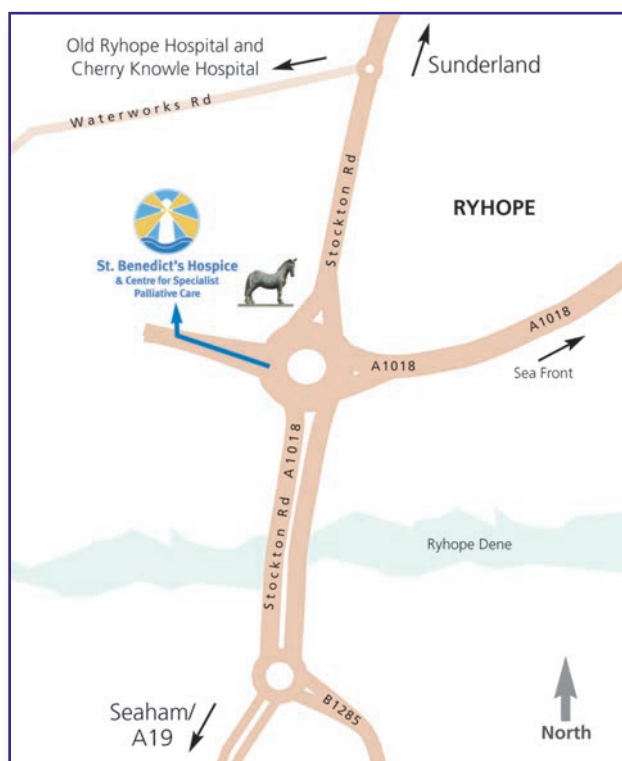 Old Ryhope Hospital and
Cherry Knowle Hospital
Sunderland
Waterworks Rd
Stockton Rd
RYHOPE
St. Benedict's Hospice
& Centre for Specialist
Palliative Care
A1018
A1018
Sea Front
Stockton Rd A1018
Ryhope Dene
Seaham/
A19
B1285
North